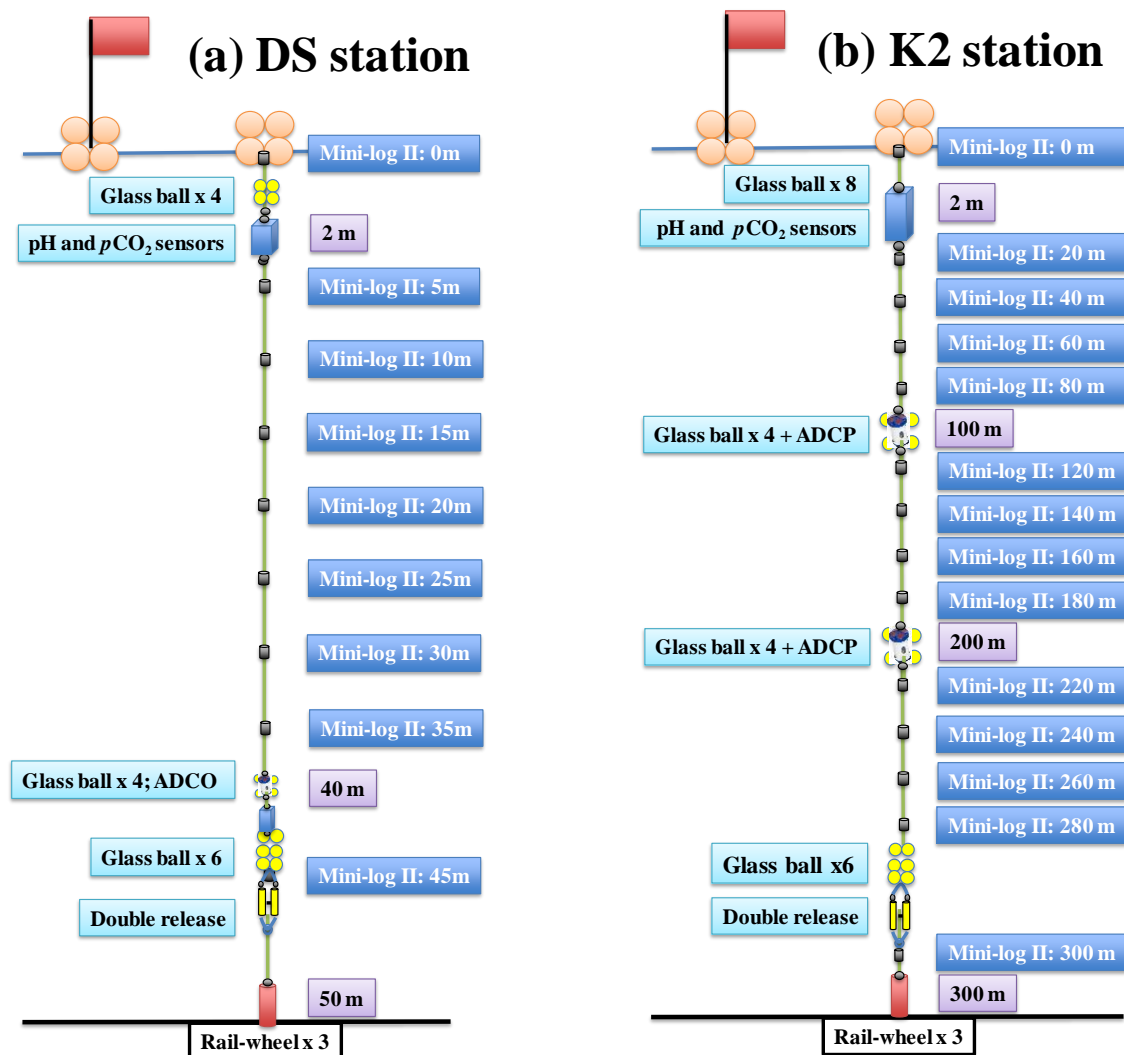 (a) DS station
Mini-log II: 0m
Glass ball x 4
pH and pCO₂ sensors
2 m
Mini-log II: 5m
Mini-log II: 10m
Mini-log II: 15m
Mini-log II: 20m
Mini-log II: 25m
Mini-log II: 30m
Mini-log II: 35m
Glass ball x 4; ADCO
40 m
Glass ball x 6
Mini-log II: 45m
Double release
50 m
Rail-wheel x 3
(b) K2 station
Mini-log II: 0 m
Glass ball x 8
2 m
pH and pCO₂ sensors
Mini-log II: 20 m
Mini-log II: 40 m
Mini-log II: 60 m
Mini-log II: 80 m
Glass ball x 4 + ADCP
100 m
Mini-log II: 120 m
Mini-log II: 140 m
Mini-log II: 160 m
Mini-log II: 180 m
Glass ball x 4 + ADCP
200 m
Mini-log II: 220 m
Mini-log II: 240 m
Mini-log II: 260 m
Mini-log II: 280 m
Glass ball x6
Double release
Mini-log II: 300 m
300 m
Rail-wheel x 3